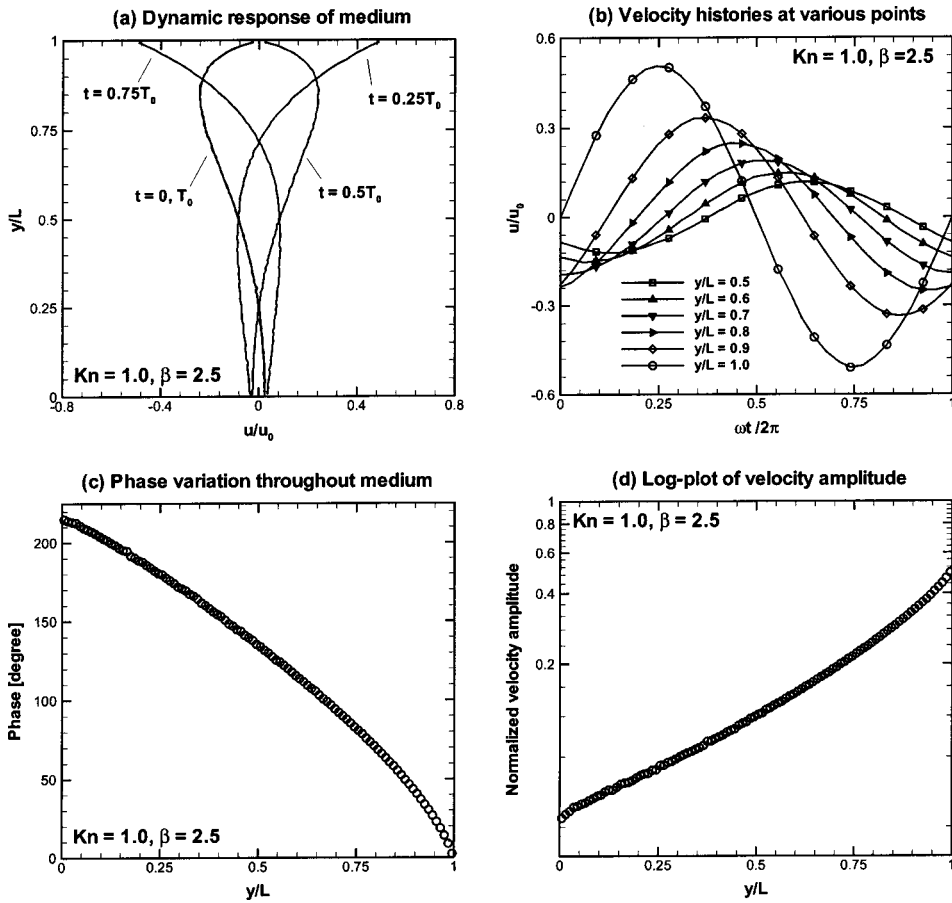 (a) Dynamic response of medium
1
0.75
0.5
0.25
0
y/L
t = 0.75T₀
t = 0.25T₀
t = 0, T₀
t = 0.5T₀
Kn = 1.0, β = 2.5
-0.8
-0.4
0
0.4
0.8
u/u₀
(b) Velocity histories at various points
0.6
0.3
0
-0.3
-0.6
u/u₀
Kn = 1.0, β = 2.5
y/L = 0.5
y/L = 0.6
y/L = 0.7
y/L = 0.8
y/L = 0.9
y/L = 1.0
0
0.25
0.5
0.75
1
ωt /2π
(c) Phase variation throughout medium
200
150
100
50
0
Phase [degree]
Kn = 1.0, β = 2.5
0
0.25
0.5
0.75
1
y/L
(d) Log-plot of velocity amplitude
1
0.8
0.6
0.4
0.2
Normalized velocity amplitude
Kn = 1.0, β = 2.5
0
0.25
0.5
0.75
1
y/L